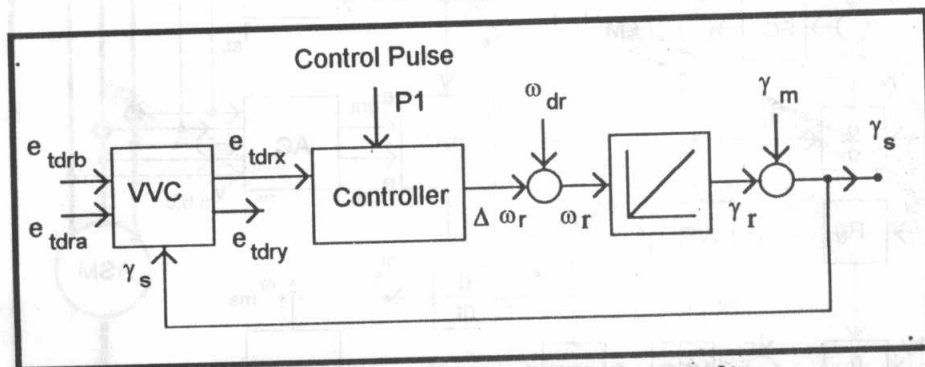 Control Pulse
P1
ω dr
γ m
γ s
e tdrb
e tdrx
VVC
Controller
e tdra
e tdry
Δ ω r
ω r
γ r
γ s